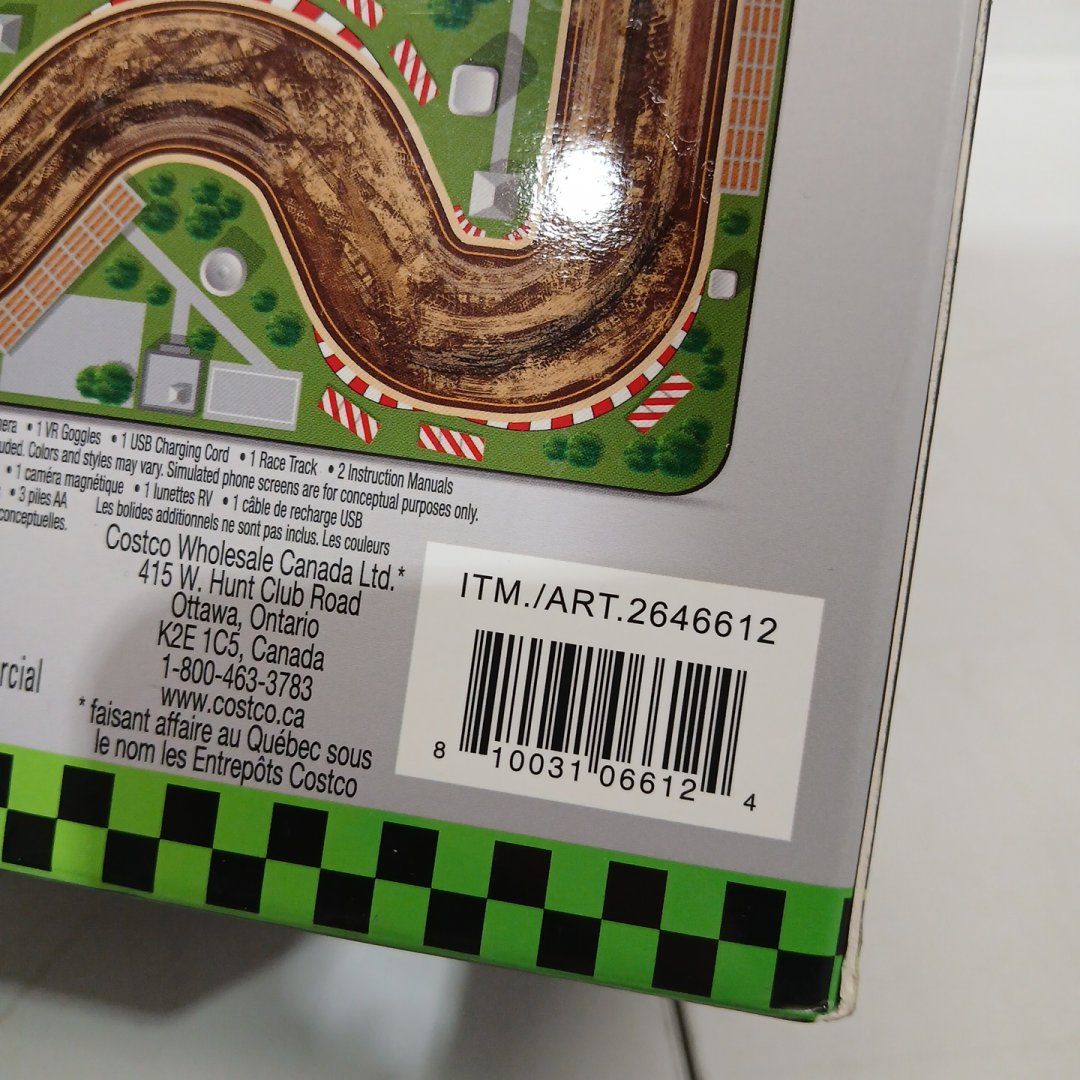 • 1 VR Goggles • 1 USB Charging Cord • 1 Race Track • 2 Instruction Manuals
Colors and styles may vary. Simulated phone screens are for conceptual purposes only.
• 1 caméra magnétique • 1 lunettes RV • 1 câble de recharge USB
• 3 piles AA Les bolides additionnels ne sont pas inclus. Les couleurs
conceptuelles.
Costco Wholesale Canada Ltd.*
415 W. Hunt Club Road
Ottawa, Ontario
K2E 1C5, Canada
1-800-463-3783
www.costco.ca
* faisant affaire au Québec sous
le nom les Entrepôts Costco
ITM./ART.2646612
8 10031 06612 4